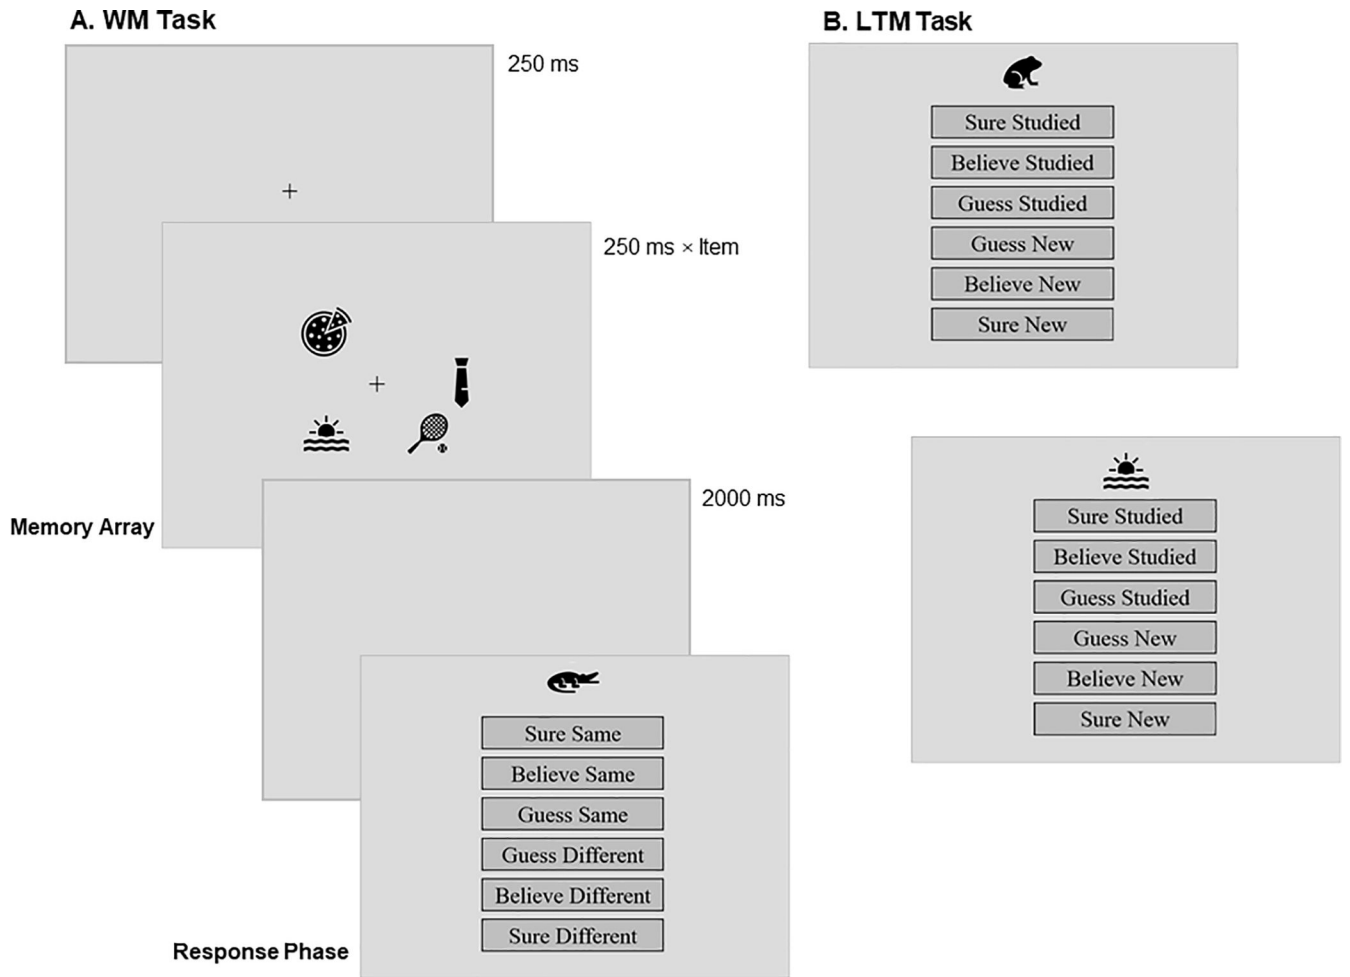 A. WM Task
250 ms
250 ms × Item
Memory Array
2000 ms
Sure Same
Believe Same
Guess Same
Guess Different
Believe Different
Sure Different
Response Phase
B. LTM Task
Sure Studied
Believe Studied
Guess Studied
Guess New
Believe New
Sure New
Sure Studied
Believe Studied
Guess Studied
Guess New
Believe New
Sure New